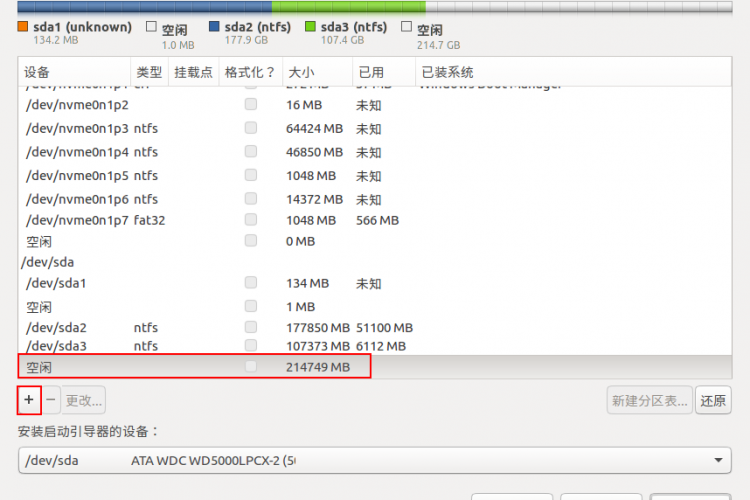 sda1 (unknown) 空闲 sda2 (ntfs) sda3 (ntfs) 空闲
134.2 MB 1.0 MB 177.9 GB 107.4 GB 214.7 GB
设备 类型 挂载点 格式化？ 大小 已用 已装系统
/dev/nvme0n1p2 16 MB 未知
/dev/nvme0n1p3 ntfs 64424 MB 未知
/dev/nvme0n1p4 ntfs 46850 MB 未知
/dev/nvme0n1p5 ntfs 1048 MB 未知
/dev/nvme0n1p6 ntfs 14372 MB 未知
/dev/nvme0n1p7 fat32 1048 MB 566 MB
空闲 0 MB
/dev/sda
/dev/sda1 134 MB 未知
空闲 1 MB
/dev/sda2 ntfs 177850 MB 51100 MB
/dev/sda3 ntfs 107373 MB 6112 MB
空闲 214749 MB
+ − 更改... 新建分区表... 还原
安装启动引导器的设备：
/dev/sda ATA WDC WD5000LPCX-2 (50